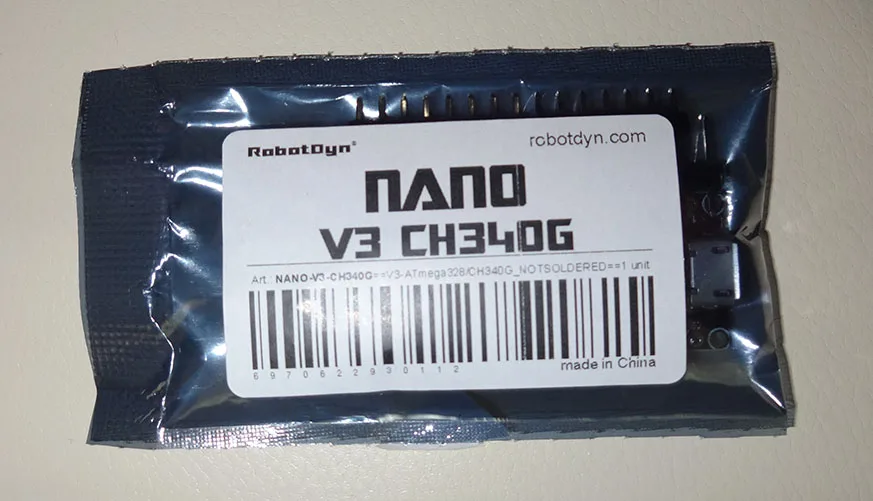 RobotDyn®
robotdyn.com
NANO
V3 CH340G
Art.: NANO-V3-CH340G==V3-ATmega328/CH340G_NOTSOLDERED==1 unit
6970622930112
made in China